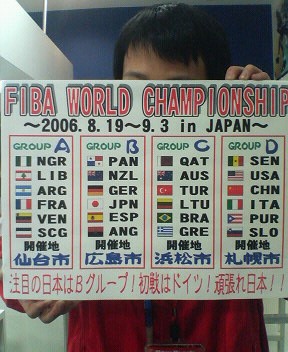 FIBA WORLD CHAMPIONSHIP
～2006.8.19～9.3 in JAPAN～
GROUP A
NGR
LIB
ARG
FRA
VEN
SCG
開催地
仙台市
GROUP B
PAN
NZL
GER
JPN
ESP
ANG
開催地
広島市
GROUP C
QAT
AUS
TUR
LTU
BRA
GRE
開催地
浜松市
GROUP D
SEN
USA
CHN
ITA
PUR
SLO
開催地
札幌市
注目の日本はBグループ!初戦はドイツ!頑張れ日本!!